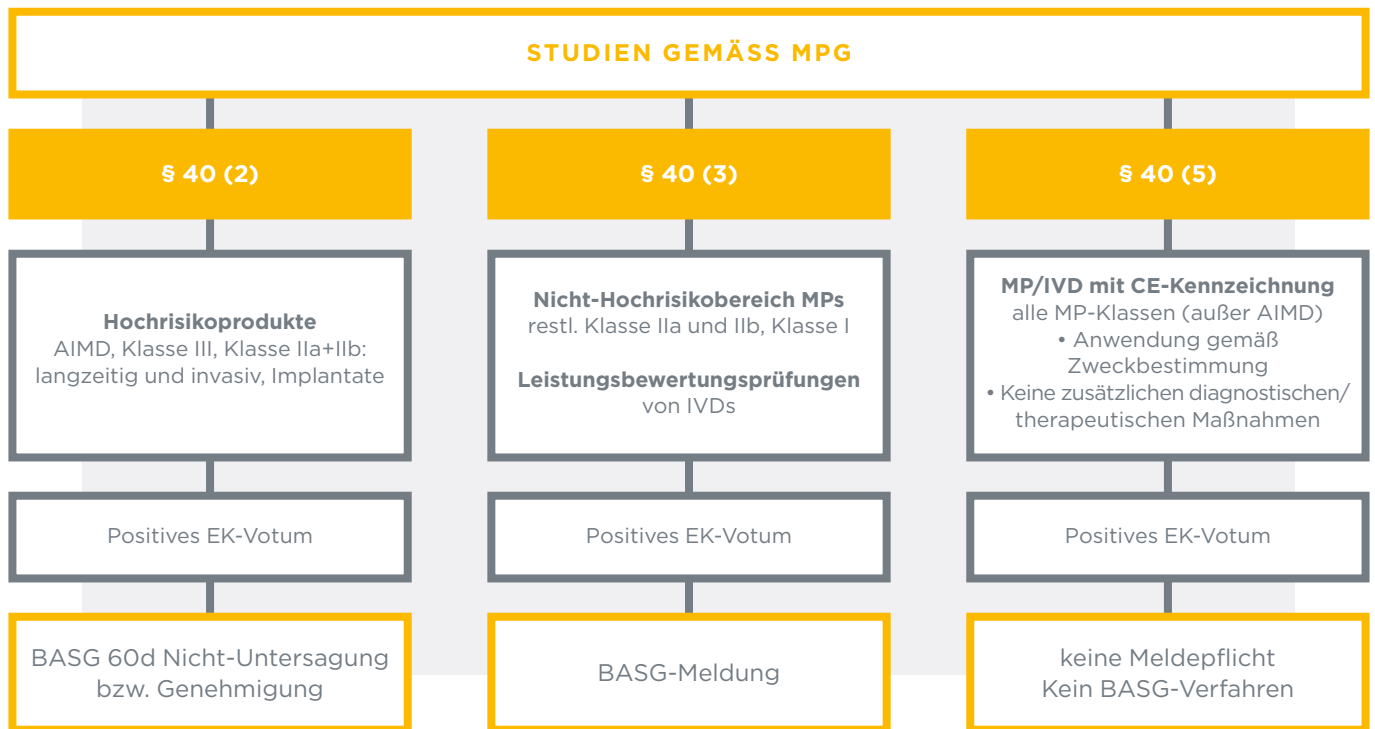 STUDIEN GEMÄSS MPG
§ 40 (2)
§ 40 (3)
§ 40 (5)
Hochrisikoprodukte
AIMD, Klasse III, Klasse IIa+IIb:
langzeitig und invasiv, Implantate
Nicht-Hochrisikobereich MPs
restl. Klasse IIa und IIb, Klasse I
Leistungsbewertungsprüfungen
von IVDs
MP/IVD mit CE-Kennzeichnung
alle MP-Klassen (außer AIMD)
• Anwendung gemäß
Zweckbestimmung
• Keine zusätzlichen diagnostischen/
therapeutischen Maßnahmen
Positives EK-Votum
Positives EK-Votum
Positives EK-Votum
BASG 60d Nicht-Untersagung
bzw. Genehmigung
BASG-Meldung
keine Meldepflicht
Kein BASG-Verfahren